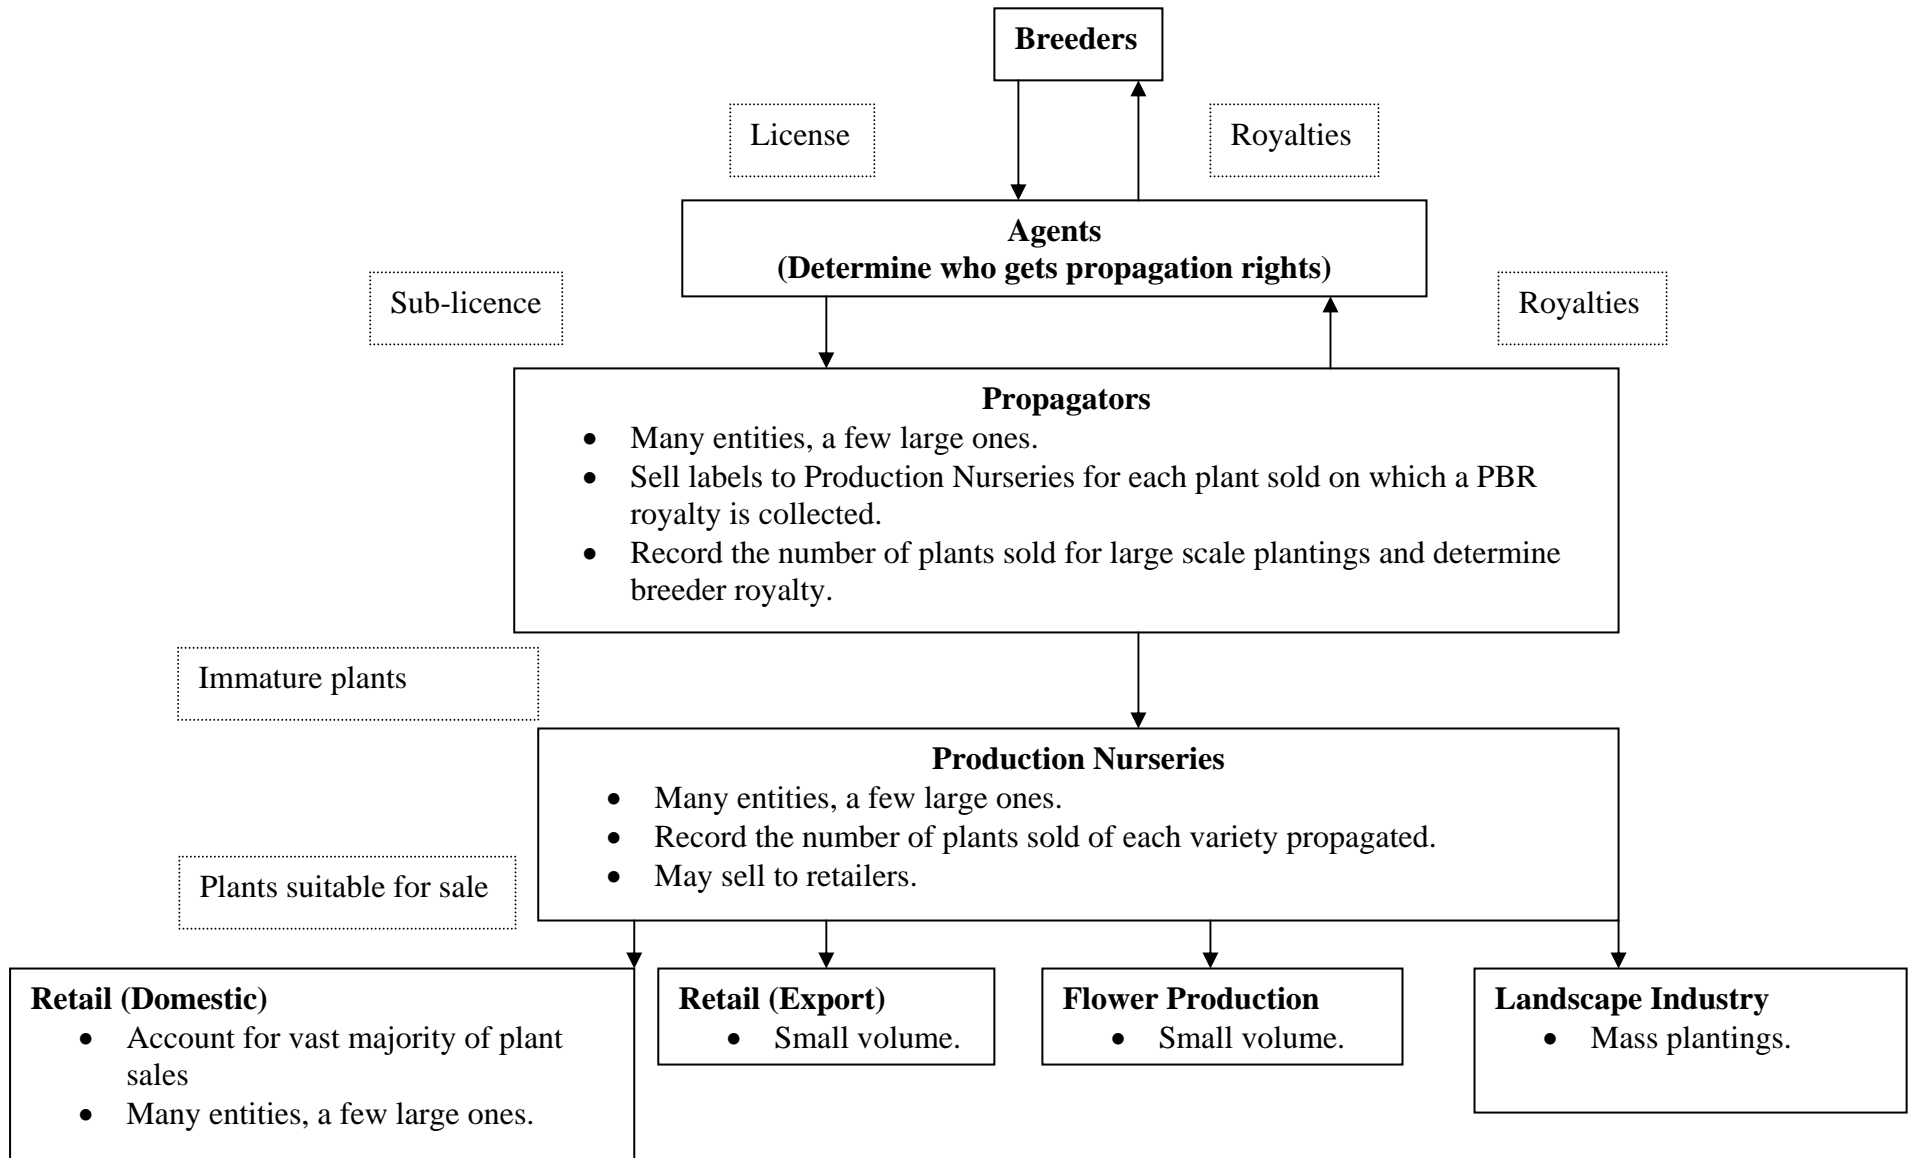 Breeders
License
Royalties
Agents
(Determine who gets propagation rights)
Sub-licence
Royalties
Propagators
• Many entities, a few large ones.
• Sell labels to Production Nurseries for each plant sold on which a PBR
royalty is collected.
• Record the number of plants sold for large scale plantings and determine
breeder royalty.
Immature plants
Production Nurseries
• Many entities, a few large ones.
• Record the number of plants sold of each variety propagated.
• May sell to retailers.
Plants suitable for sale
Retail (Domestic)
• Account for vast majority of plant
sales
• Many entities, a few large ones.
Retail (Export)
• Small volume.
Flower Production
• Small volume.
Landscape Industry
• Mass plantings.